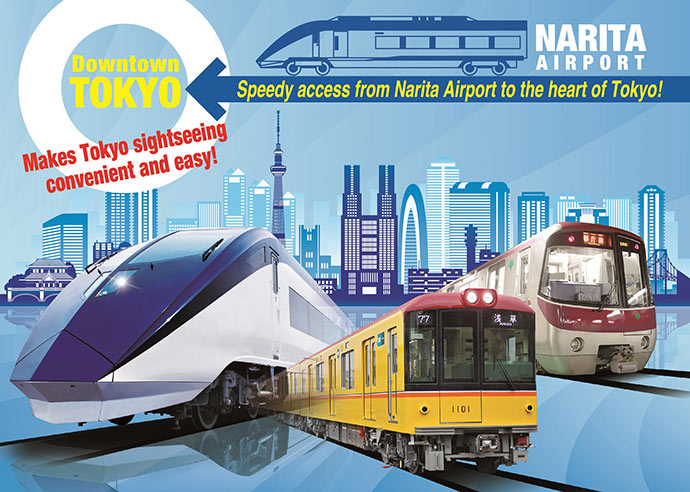 NARITA
AIRPORT
Downtown
TOKYO
Speedy access from Narita Airport to the heart of Tokyo!
Makes Tokyo sightseeing
convenient and easy!
77
浅草
1101